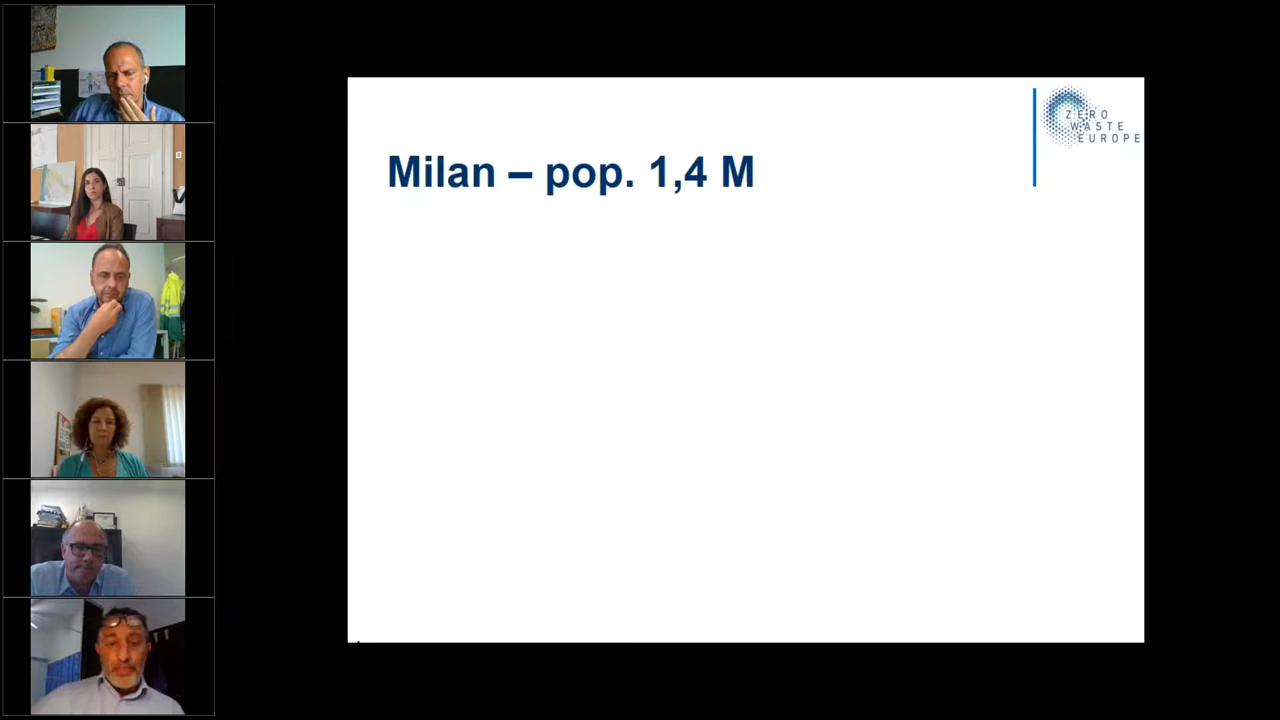 Milan – pop. 1,4 M
ZERO
WASTE
EUROPE